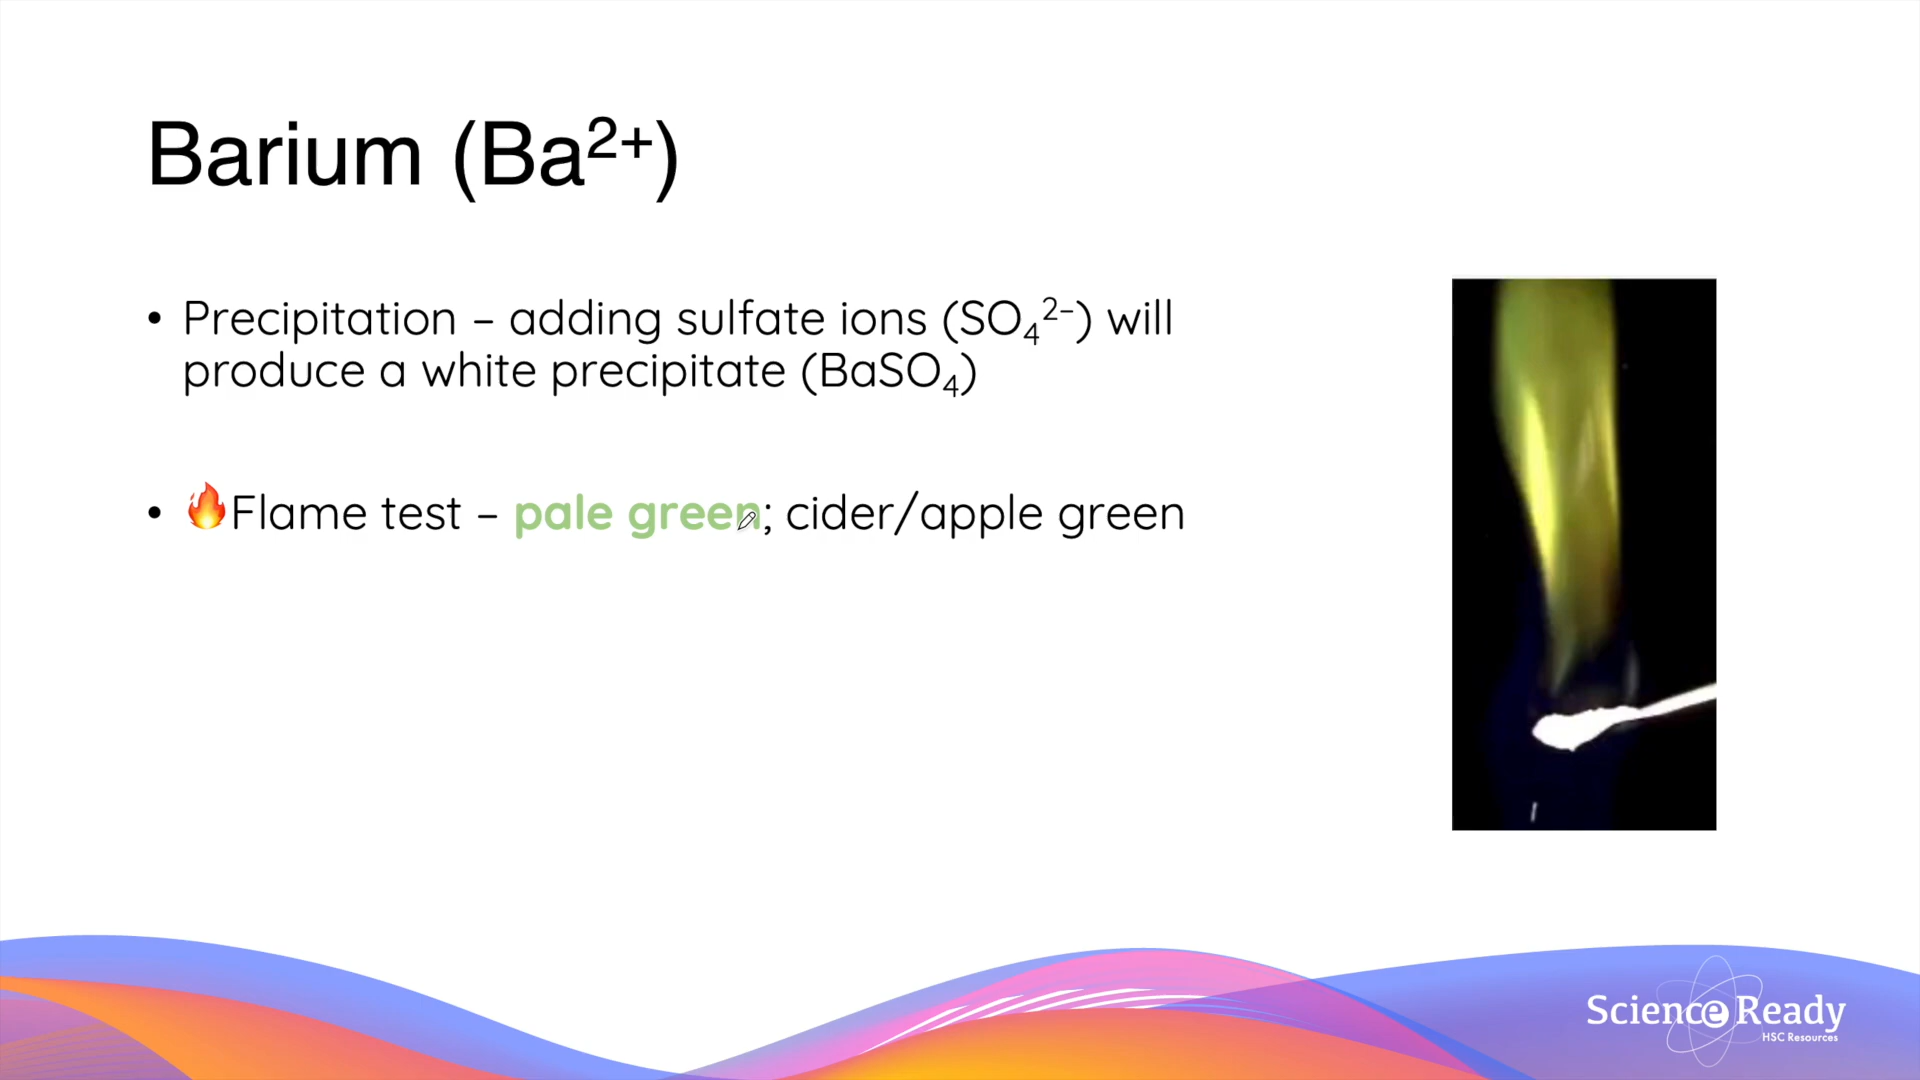 Barium (Ba²⁺)
• Precipitation – adding sulfate ions (SO₄²⁻) will
produce a white precipitate (BaSO₄)
• 🔥Flame test – pale green; cider/apple green
Science Ready
HSC Resources